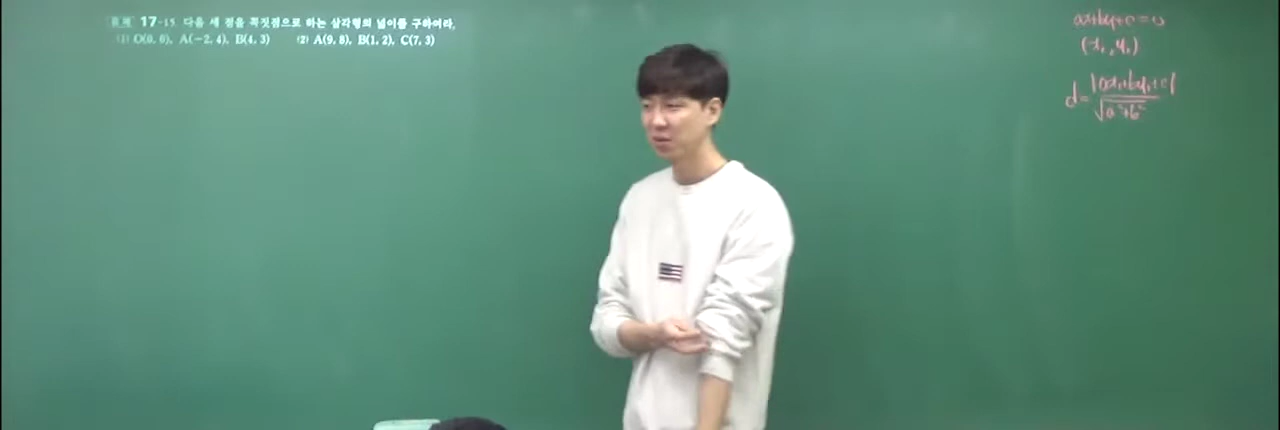 유제 17-15. 다음 세 점을 꼭짓점으로 하는 삼각형의 넓이를 구하여라.
(1) O(0, 0), A(-2, 4), B(4, 3) (2) A(9, 8), B(1, 2), C(7, 3)
ax+by+c=0
(x₁, y₁)
d=|ax₁+by₁+c|/√a²+b²